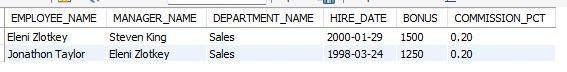 EMPLOYEE_NAME MANAGER_NAME DEPARTMENT_NAME HIRE_DATE BONUS COMMISSION_PCT
Eleni Zlotkey Steven King Sales 2000-01-29 1500 0.20
Jonathon Taylor Eleni Zlotkey Sales 1998-03-24 1250 0.20